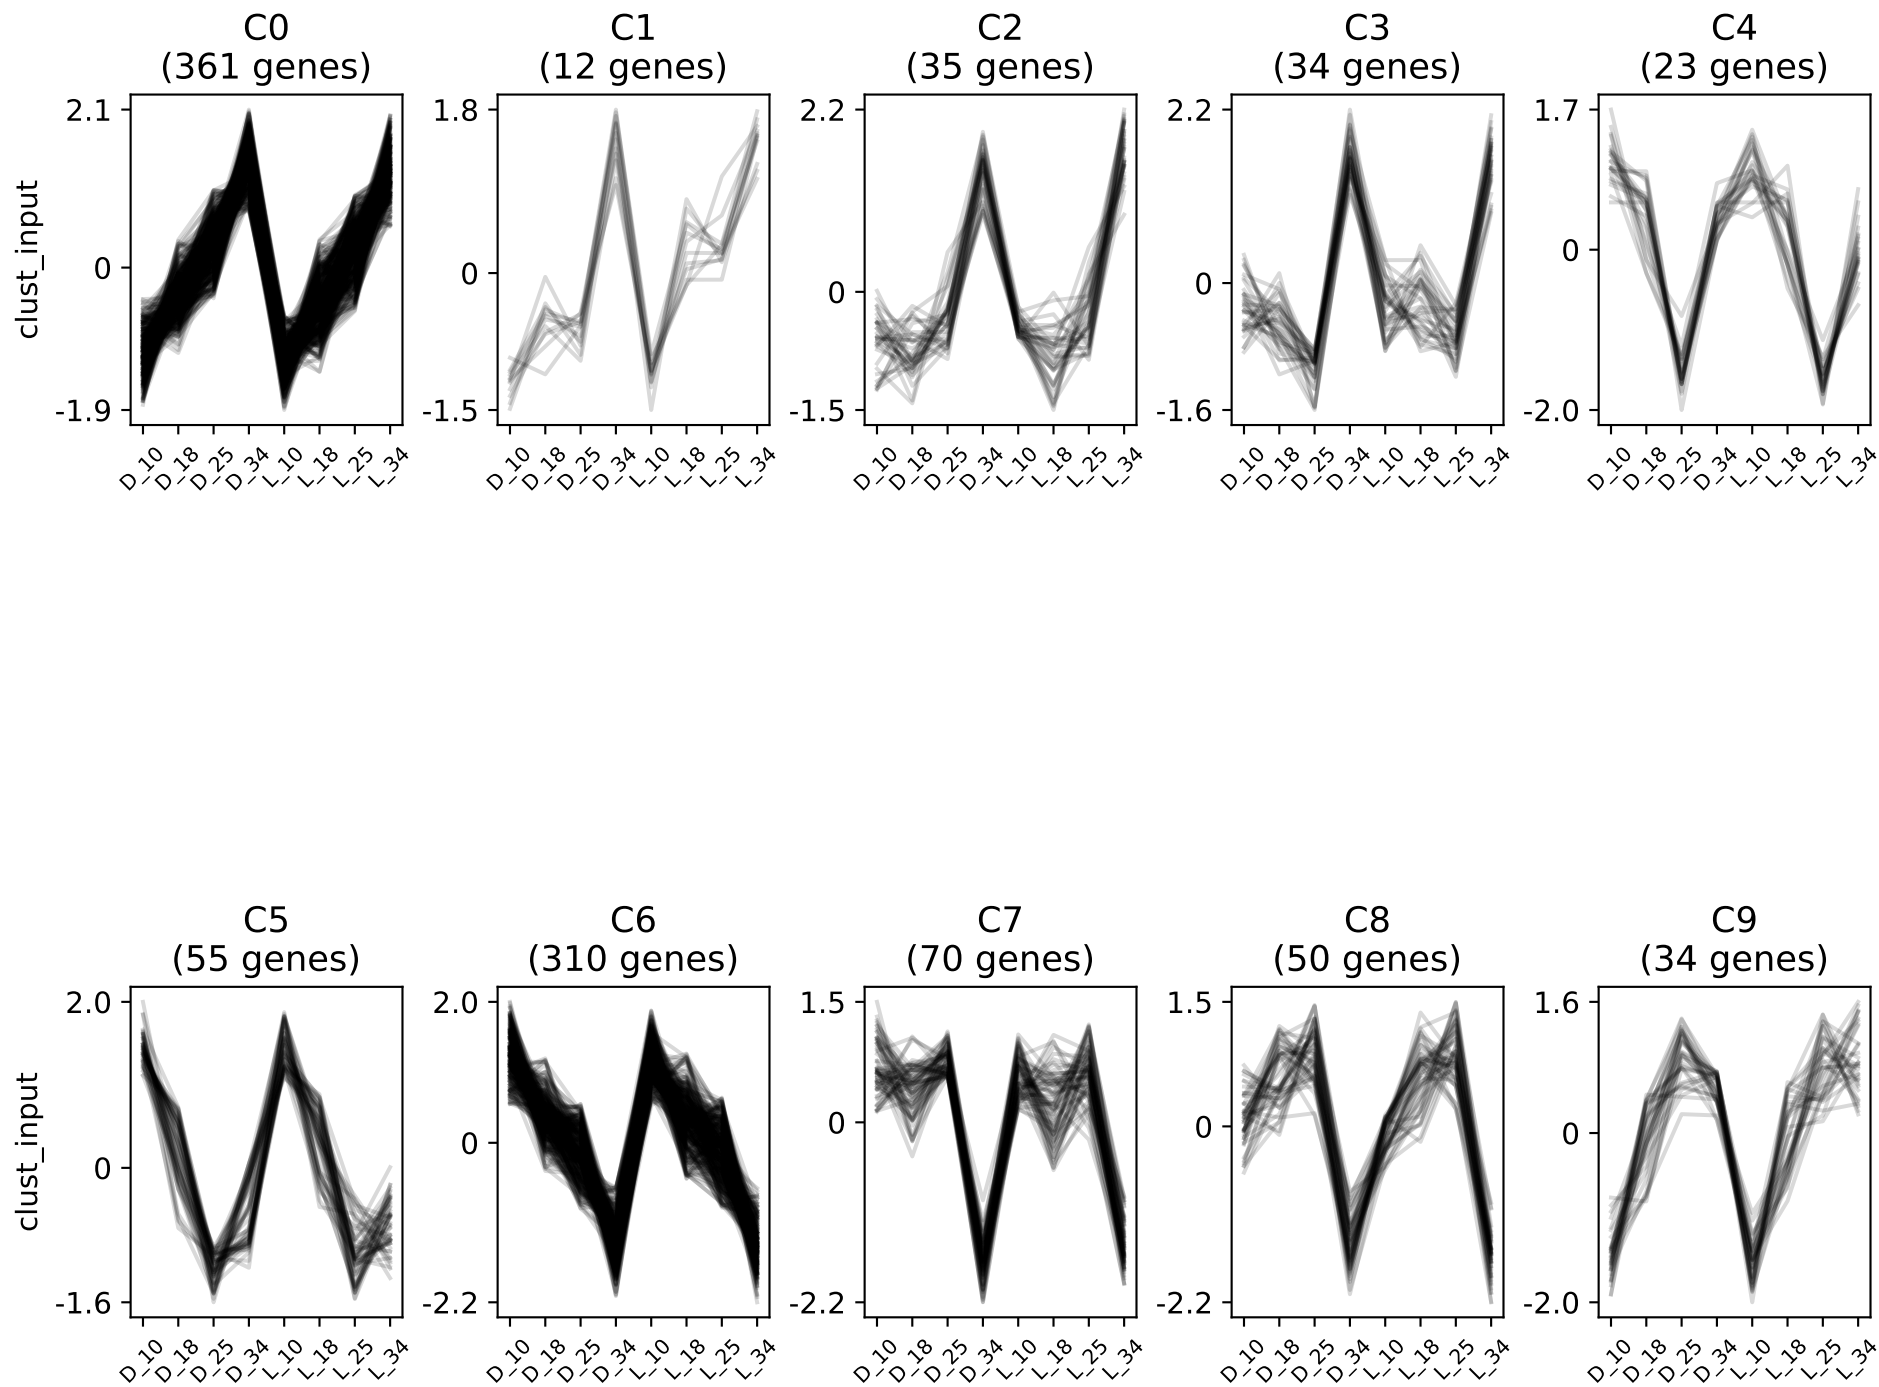 C0
(361 genes)
C1
(12 genes)
C2
(35 genes)
C3
(34 genes)
C4
(23 genes)
clust_input
2.1
0
-1.9
D_10
D_18
D_25
D_34
L_10
L_18
L_25
L_34
1.8
0
-1.5
D_10
D_18
D_25
D_34
L_10
L_18
L_25
L_34
2.2
0
-1.5
D_10
D_18
D_25
D_34
L_10
L_18
L_25
L_34
2.2
0
-1.6
D_10
D_18
D_25
D_34
L_10
L_18
L_25
L_34
1.7
0
-2.0
D_10
D_18
D_25
D_34
L_10
L_18
L_25
L_34
C5
(55 genes)
C6
(310 genes)
C7
(70 genes)
C8
(50 genes)
C9
(34 genes)
clust_input
2.0
0
-1.6
D_10
D_18
D_25
D_34
L_10
L_18
L_25
L_34
2.0
0
-2.2
D_10
D_18
D_25
D_34
L_10
L_18
L_25
L_34
1.5
0
-2.2
D_10
D_18
D_25
D_34
L_10
L_18
L_25
L_34
1.5
0
-2.2
D_10
D_18
D_25
D_34
L_10
L_18
L_25
L_34
1.6
0
-2.0
D_10
D_18
D_25
D_34
L_10
L_18
L_25
L_34